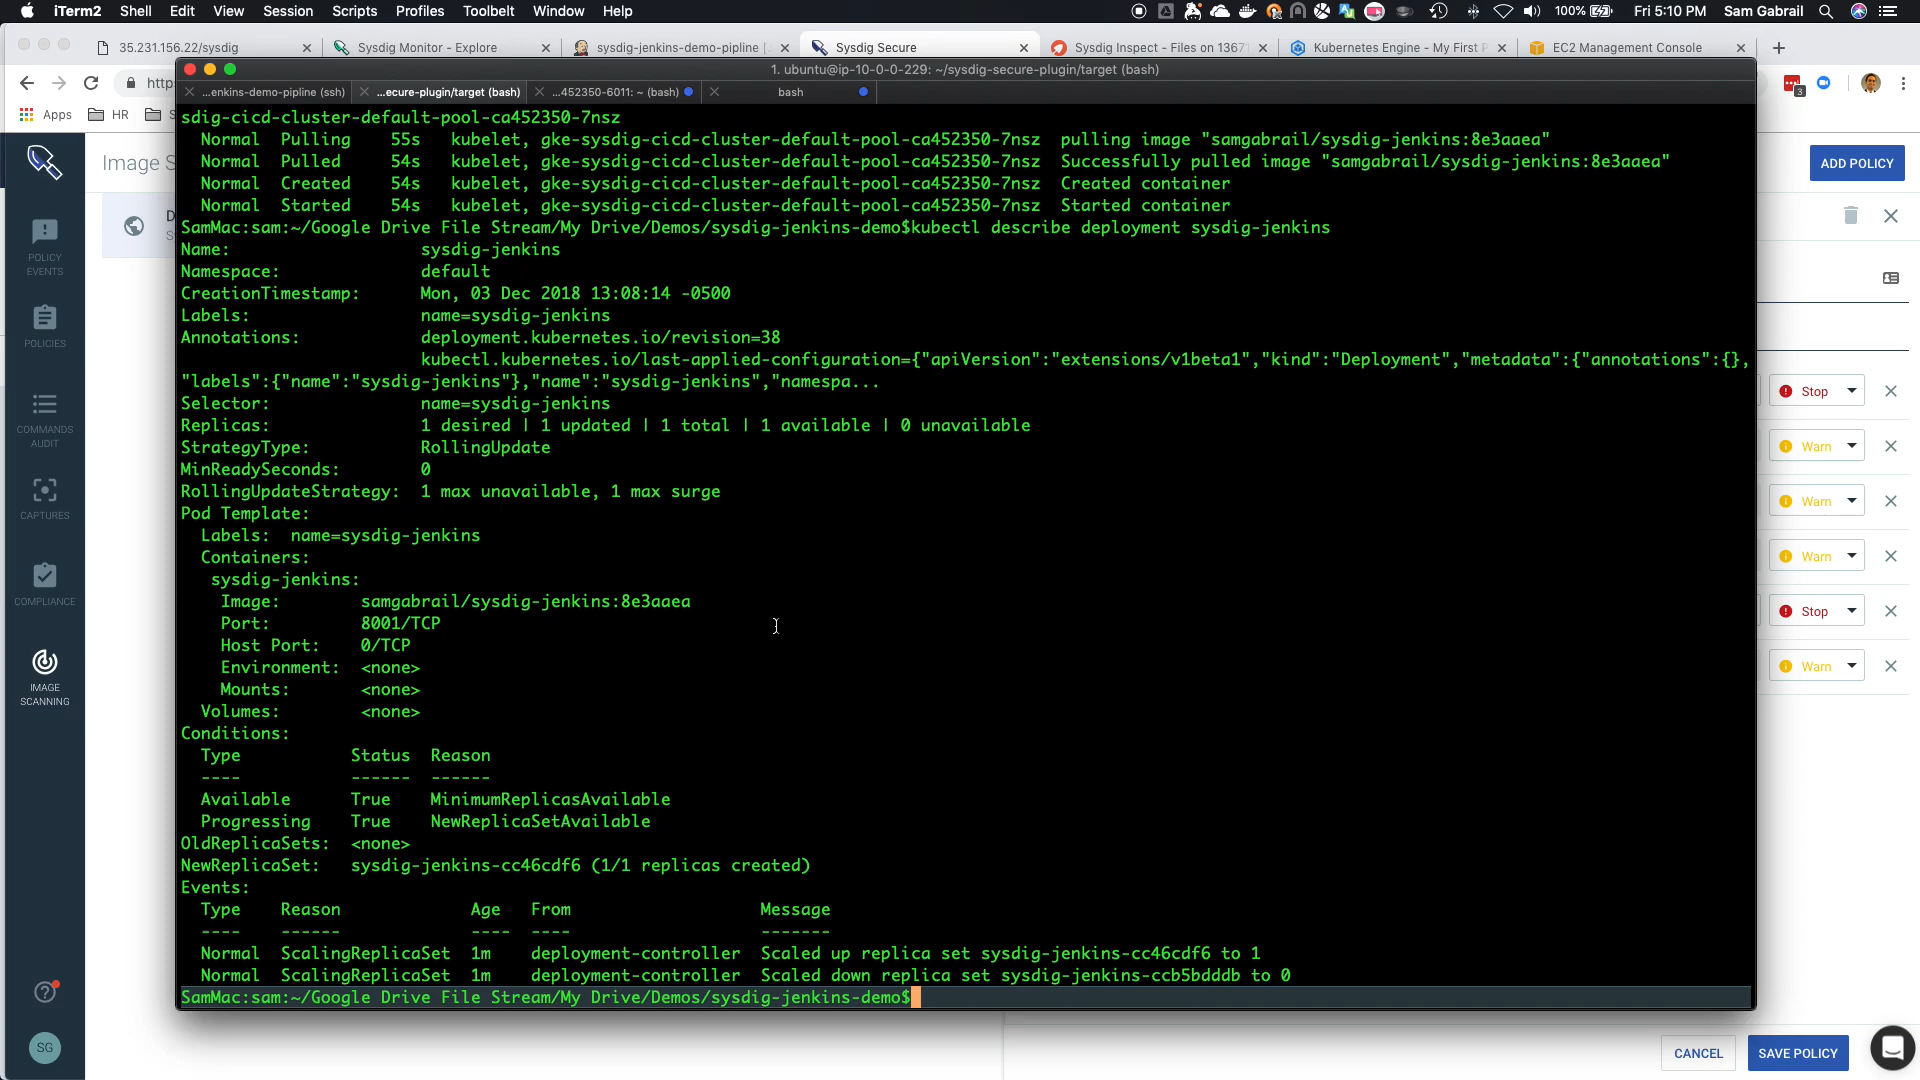 iTerm2 Shell Edit View Session Scripts Profiles Toolbelt Window Help 100% Fri 5:10 PM Sam Gabrail
35.231.156.22/sysdig Sysdig Monitor - Explore sysdig-jenkins-demo-pipline [ Sysdig Secure Sysdig Inspect - Files on 1367 Kubernetes Engine - My First P EC2 Management Console
1. ubuntu@ip-10-0-0-229: ~/sysdig-secure-plugin/target (bash)
https
3
...enkins-demo-pipline (ssh) ...ecure-plugin/target (bash) ...452350-6011: ~ (bash) bash
Apps HR S
sdig-cicd-cluster-default-pool-ca452350-7nsz
Normal Pulling 55s kubelet, gke-sysdig-cicd-cluster-default-pool-ca452350-7nsz pulling image "samgabrail/sysdig-jenkins:8e3aaea"
Normal Pulled 54s kubelet, gke-sysdig-cicd-cluster-default-pool-ca452350-7nsz Successfully pulled image "samgabrail/sysdig-jenkins:8e3aaea"
Normal Created 54s kubelet, gke-sysdig-cicd-cluster-default-pool-ca452350-7nsz Created container
Normal Started 54s kubelet, gke-sysdig-cicd-cluster-default-pool-ca452350-7nsz Started container
SamMac:sam:~/Google Drive File Stream/My Drive/Demos/sysdig-jenkins-demo$kubectl describe deployment sysdig-jenkins
Name: sysdig-jenkins
Namespace: default
CreationTimestamp: Mon, 03 Dec 2018 13:08:14 -0500
Labels: name=sysdig-jenkins
Annotations: deployment.kubernetes.io/revision=38
kubectl.kubernetes.io/last-applied-configuration={"apiVersion":"extensions/v1beta1","kind":"Deployment","metadata":{"annotations":{},
"labels":{"name":"sysdig-jenkins"},"name":"sysdig-jenkins","namespa...
Selector: name=sysdig-jenkins
Replicas: 1 desired | 1 updated | 1 total | 1 available | 0 unavailable
StrategyType: RollingUpdate
MinReadySeconds: 0
RollingUpdateStrategy: 1 max unavailable, 1 max surge
Pod Template:
Labels: name=sysdig-jenkins
Containers:
sysdig-jenkins:
Image: samgabrail/sysdig-jenkins:8e3aaea
Port: 8001/TCP
Host Port: 0/TCP
Environment: <none>
Mounts: <none>
Volumes: <none>
Conditions:
Type Status Reason
---- ------ ------
Available True MinimumReplicasAvailable
Progressing True NewReplicaSetAvailable
OldReplicaSets: <none>
NewReplicaSet: sysdig-jenkins-cc46cdf6 (1/1 replicas created)
Events:
Type Reason Age From Message
---- ------ ---- ---- -------
Normal ScalingReplicaSet 1m deployment-controller Scaled up replica set sysdig-jenkins-cc46cdf6 to 1
Normal ScalingReplicaSet 1m deployment-controller Scaled down replica set sysdig-jenkins-ccb5bdddb to 0
SamMac:sam:~/Google Drive File Stream/My Drive/Demos/sysdig-jenkins-demo$
Image S
ADD POLICY
POLICY
EVENTS
POLICIES
COMMANDS
AUDIT
CAPTURES
COMPLIANCE
IMAGE
SCANNING
SG
Stop
Warn
Warn
Warn
Stop
Warn
CANCEL SAVE POLICY